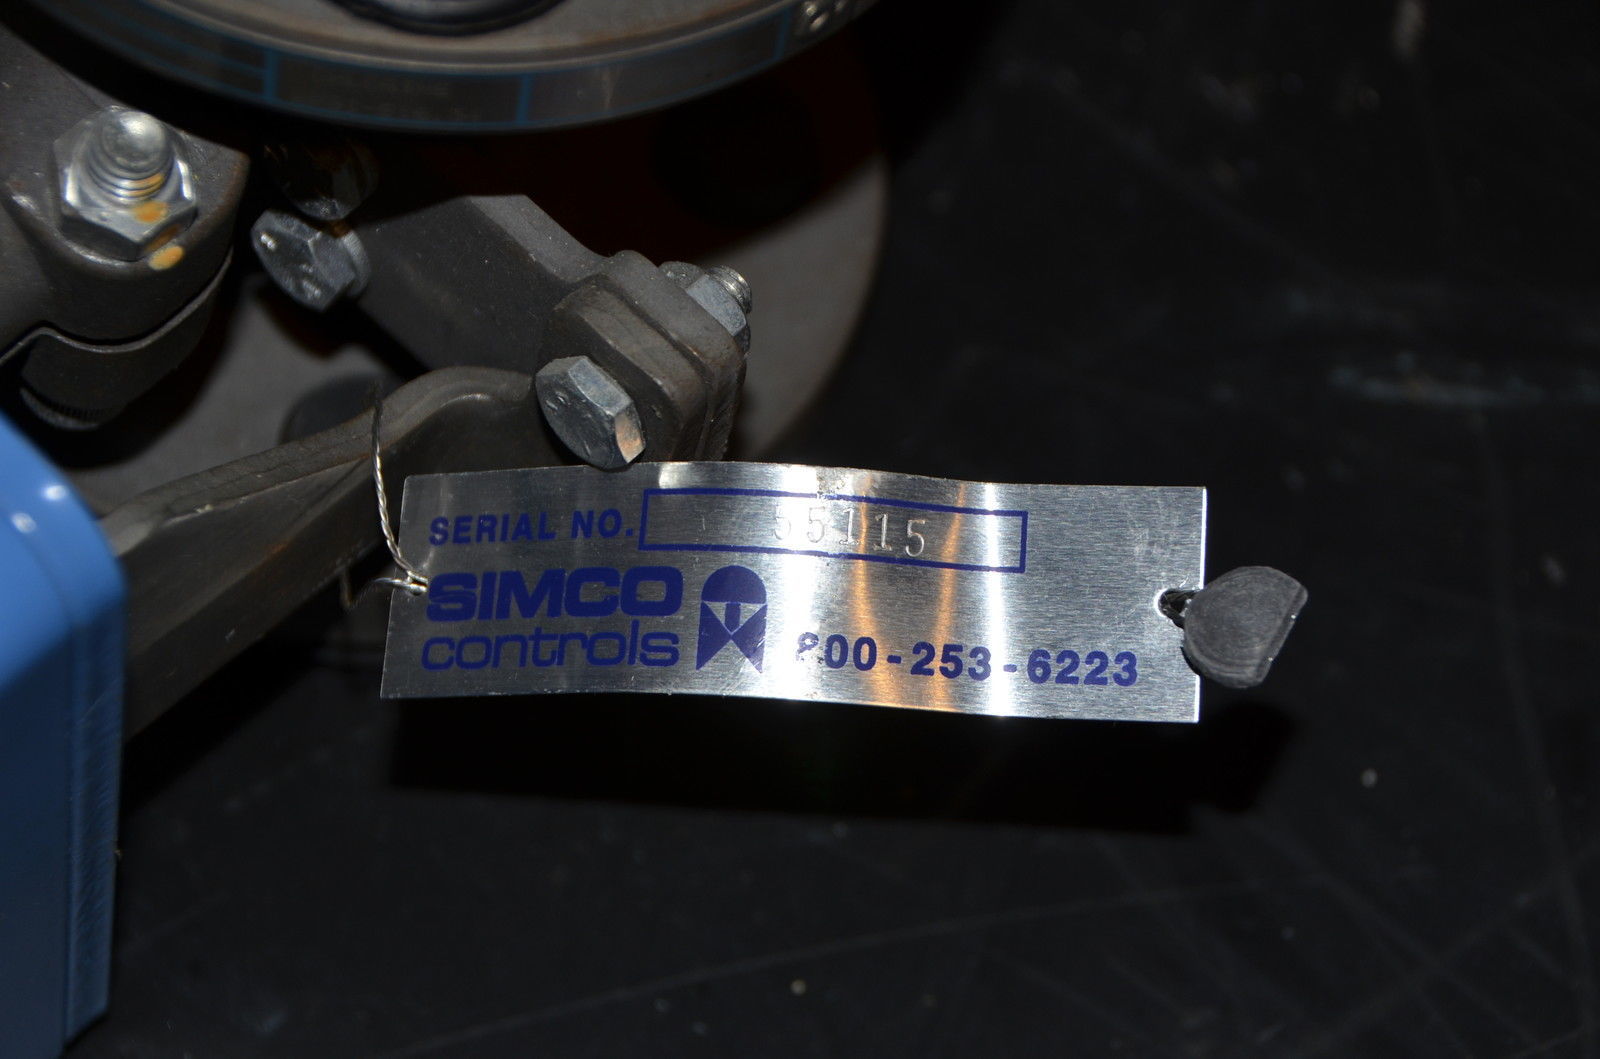 SERIAL NO. 55115
SIMCO
controls
800-253-6223